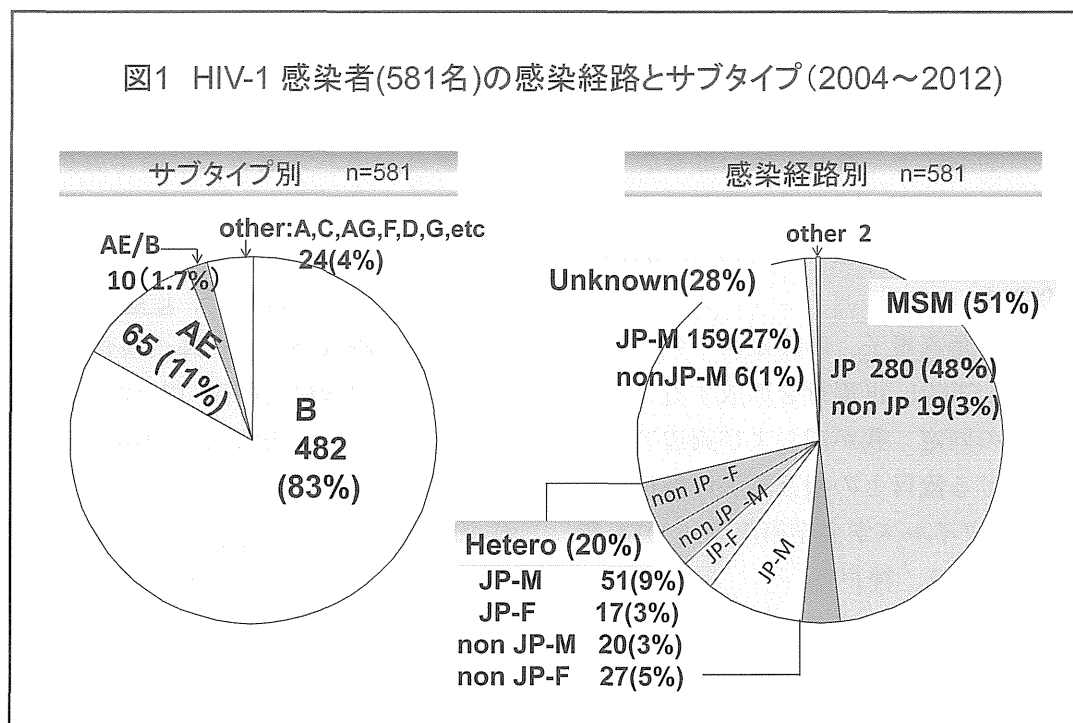 図1 HIV-1 感染者(581名)の感染経路とサブタイプ(2004～2012)
サブタイプ別 n=581
other:A,C,AG,F,D,G,etc
24(4%)
AE/B
10(1.7%)
AE
65 (11%)
B
482
(83%)
感染経路別 n=581
other 2
Unknown(28%)
JP-M 159(27%)
nonJP-M 6(1%)
MSM (51%)
JP 280 (48%)
non JP 19(3%)
non JP -F
non JP -M
JP-F
JP-M
Hetero (20%)
JP-M 51(9%)
JP-F 17(3%)
non JP-M 20(3%)
non JP-F 27(5%)